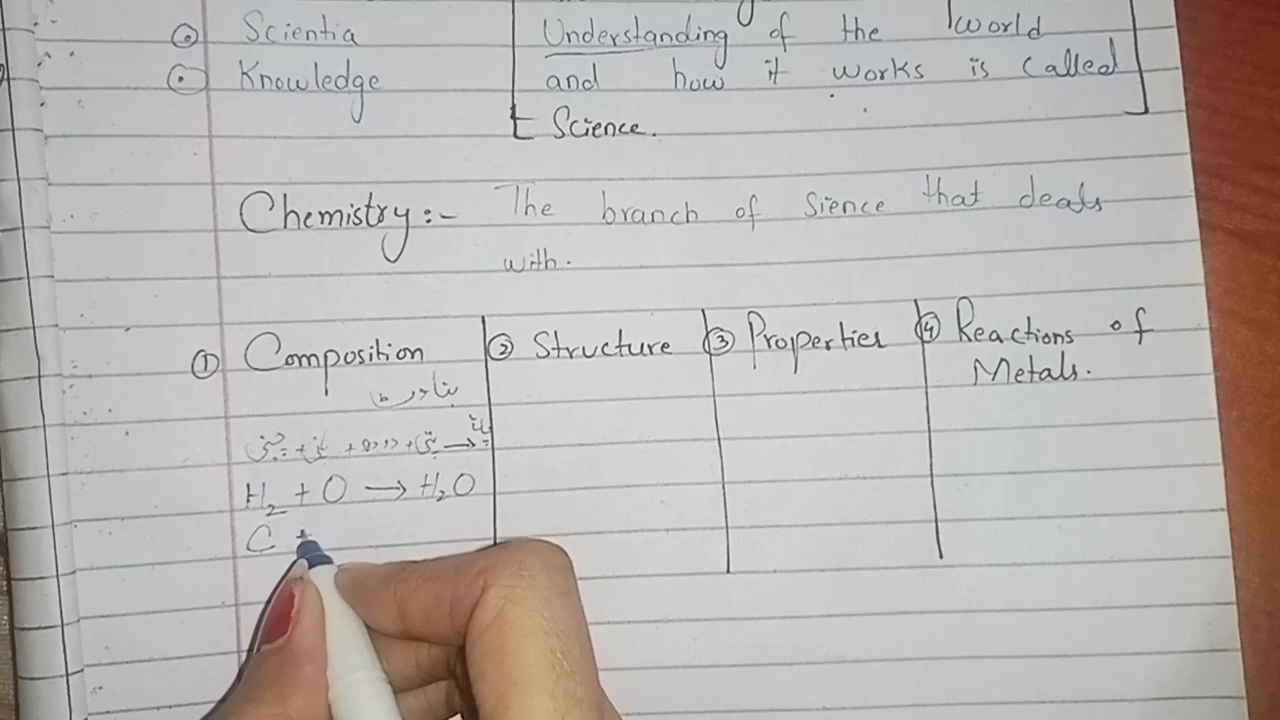 Scientia
Understanding of the world
Knowledge
and how it works is called
Science.
Chemistry:- The branch of Sience that deals
with.
① Composition
② Structure
③ Properties
④ Reactions of
Metals.
بناوٹ
H₂ + O → H₂O
C +